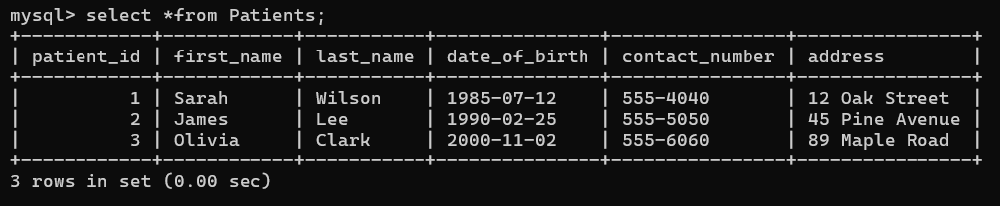 mysql> select *from Patients;
+------------+------------+-----------+---------------+----------------+----------------+
| patient_id | first_name | last_name | date_of_birth | contact_number | address        |
+------------+------------+-----------+---------------+----------------+----------------+
|          1 | Sarah      | Wilson    | 1985-07-12    | 555-4040       | 12 Oak Street  |
|          2 | James      | Lee       | 1990-02-25    | 555-5050       | 45 Pine Avenue |
|          3 | Olivia     | Clark     | 2000-11-02    | 555-6060       | 89 Maple Road  |
+------------+------------+-----------+---------------+----------------+----------------+
3 rows in set (0.00 sec)